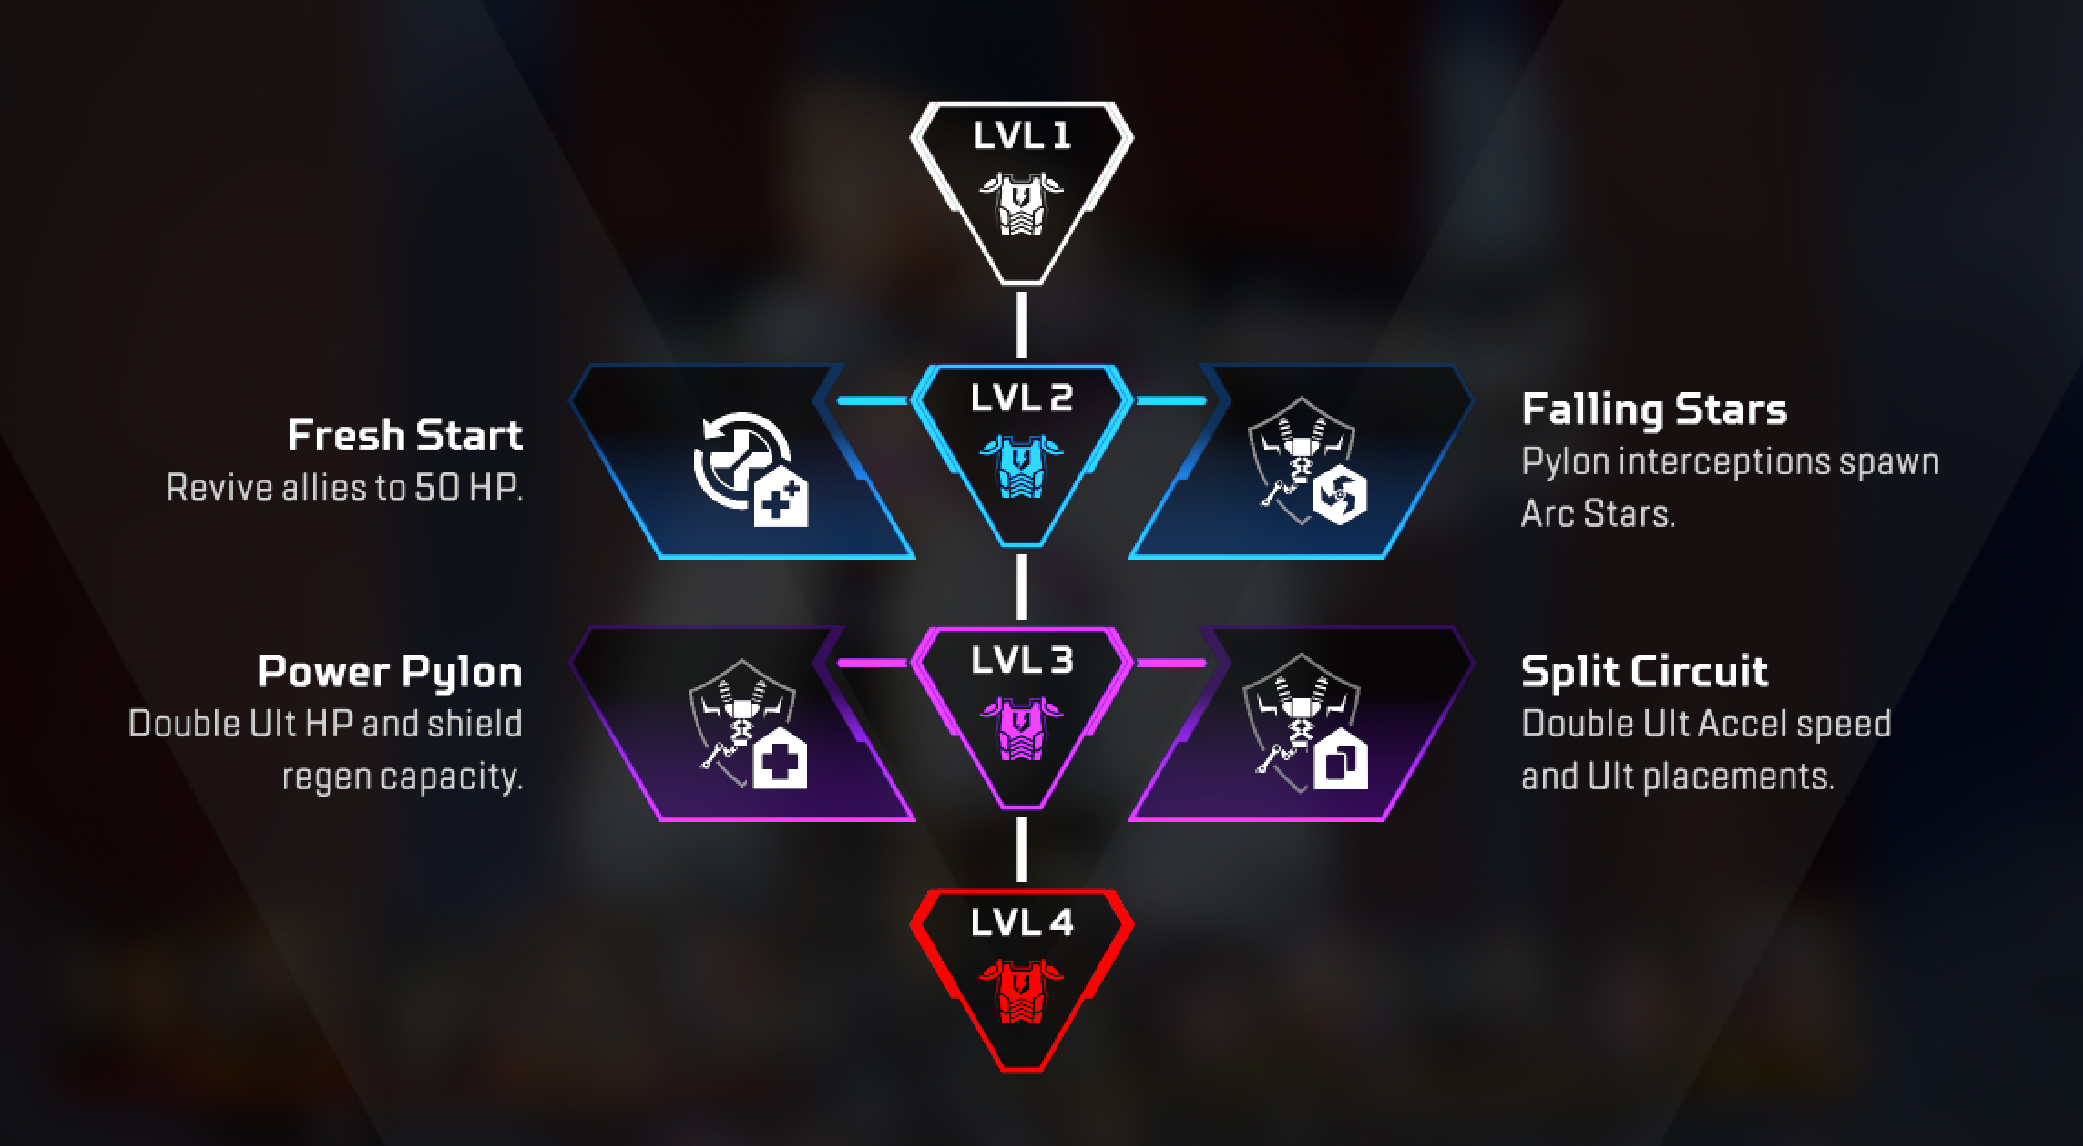 LVL 1
LVL 2
Fresh Start
Revive allies to 50 HP.
Falling Stars
Pylon interceptions spawn
Arc Stars.
LVL 3
Power Pylon
Double Ult HP and shield
regen capacity.
Split Circuit
Double Ult Accel speed
and Ult placements.
LVL 4